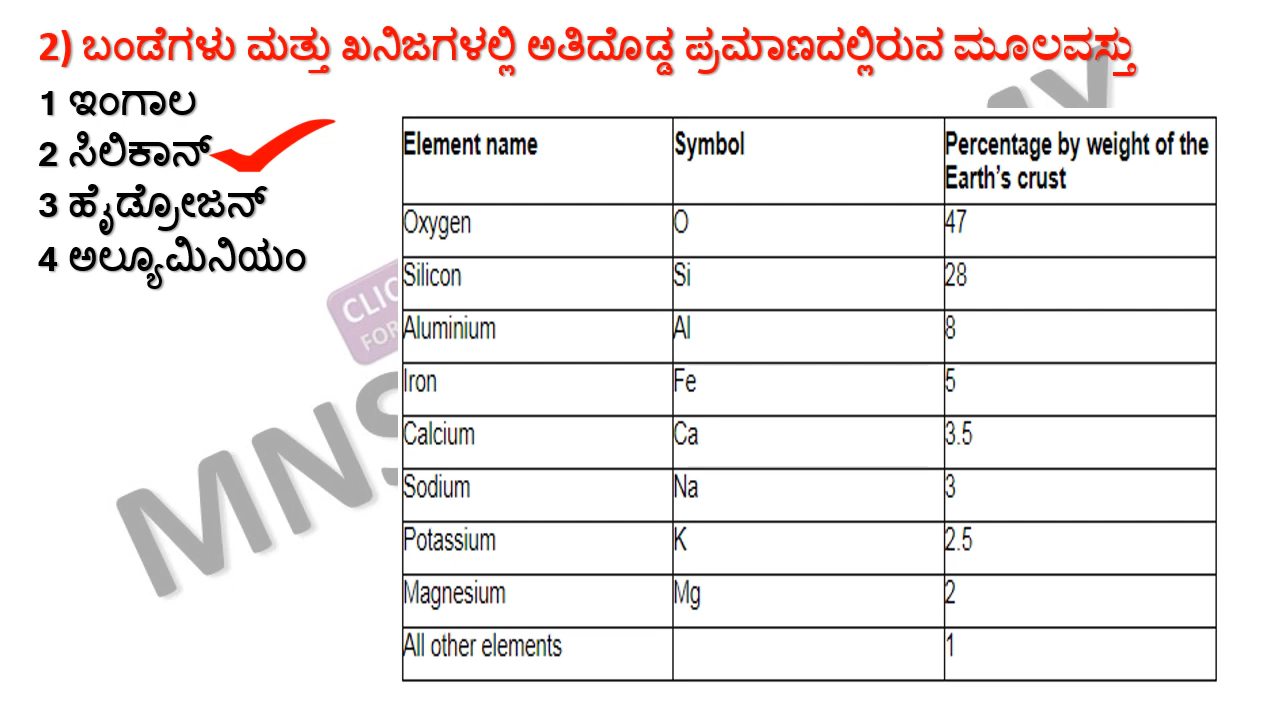 2) ಬಂಡೆಗಳು ಮತ್ತು ಖನಿಜಗಳಲ್ಲಿ ಅತಿದೊಡ್ಡ ಪ್ರಮಾಣದಲ್ಲಿರುವ ಮೂಲವಸ್ತು
1 ಇಂಗಾಲ
2 ಸಿಲಿಕಾನ್
3 ಹೈಡ್ರೋಜನ್
4 ಅಲ್ಯೂಮಿನಿಯಂ
Element name Symbol Percentage by weight of the
Earth's crust
Oxygen O 47
Silicon Si 28
Aluminium Al 8
Iron Fe 5
Calcium Ca 3.5
Sodium Na 3
Potassium K 2.5
Magnesium Mg 2
All other elements 1